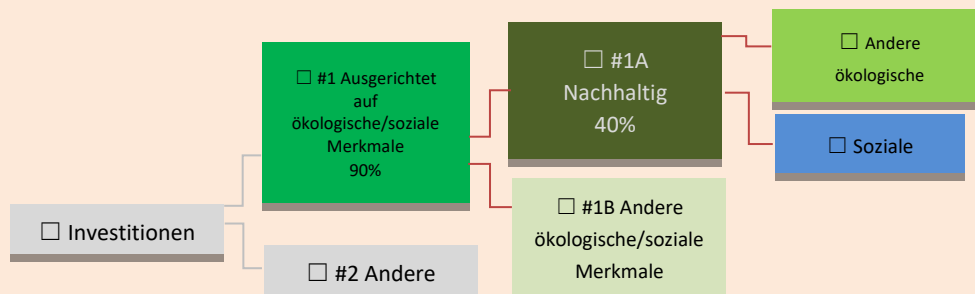 ☐ Investitionen
☐ #1 Ausgerichtet
auf
ökologische/soziale
Merkmale
90%
☐ #2 Andere
☐ #1A
Nachhaltig
40%
☐ #1B Andere
ökologische/soziale
Merkmale
☐ Andere
ökologische
☐ Soziale